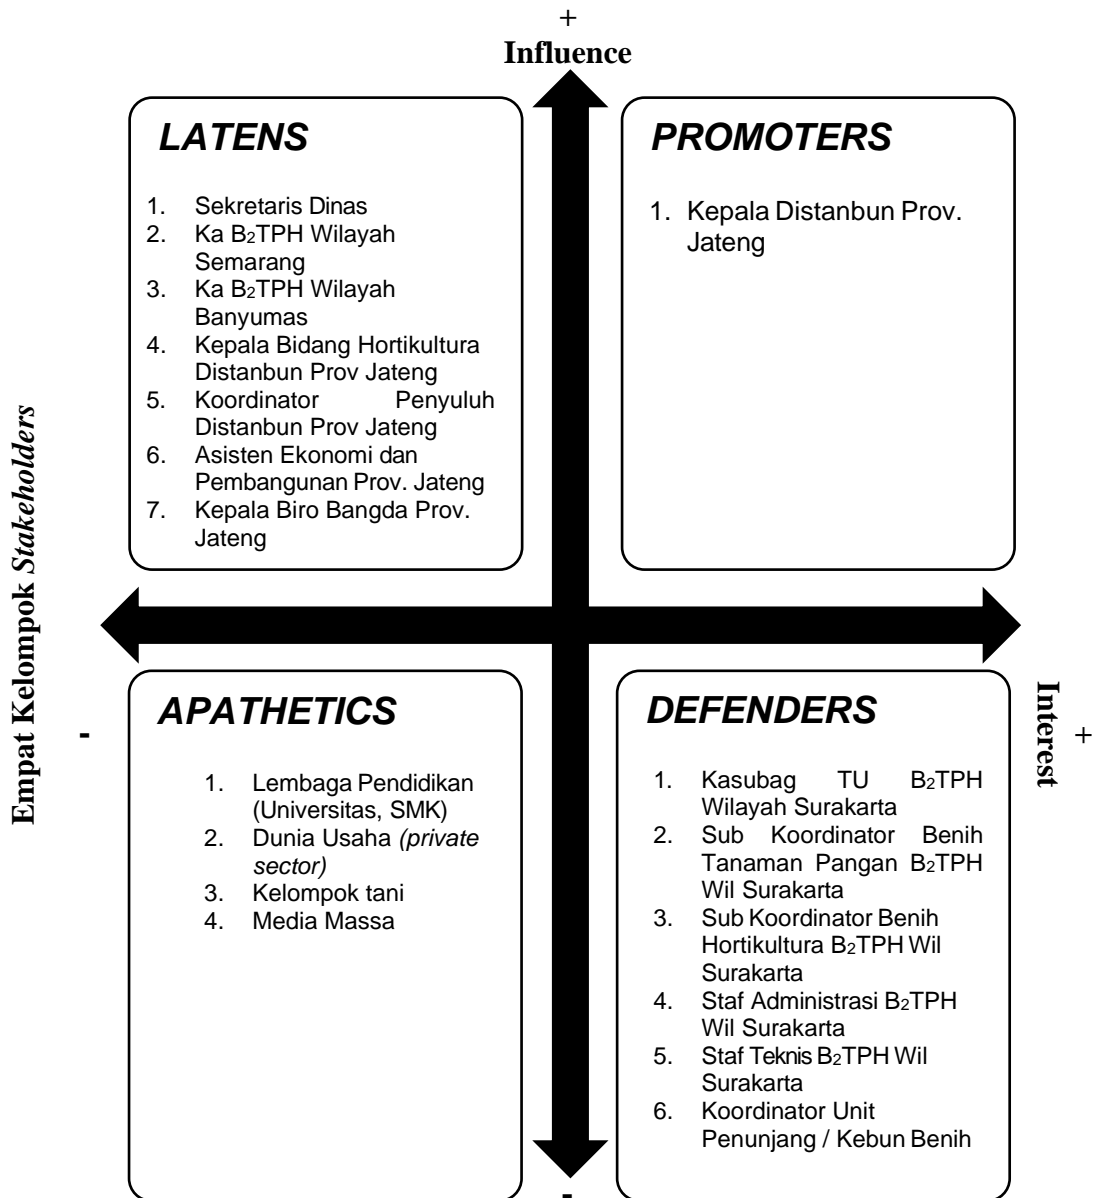 +
Influence
LATENS
1. Sekretaris Dinas
2. Ka B₂TPH Wilayah
Semarang
3. Ka B₂TPH Wilayah
Banyumas
4. Kepala Bidang Hortikultura
Distanbun Prov Jateng
5. Koordinator Penyuluh
Distanbun Prov Jateng
6. Asisten Ekonomi dan
Pembangunan Prov. Jateng
7. Kepala Biro Bangda Prov.
Jateng
PROMOTERS
1. Kepala Distanbun Prov.
Jateng
Empat Kelompok Stakeholders
-
APATHETICS
1. Lembaga Pendidikan
(Universitas, SMK)
2. Dunia Usaha (private
sector)
3. Kelompok tani
4. Media Massa
DEFENDERS
1. Kasubag TU B₂TPH
Wilayah Surakarta
2. Sub Koordinator Benih
Tanaman Pangan B₂TPH
Wil Surakarta
3. Sub Koordinator Benih
Hortikultura B₂TPH Wil
Surakarta
4. Staf Administrasi B₂TPH
Wil Surakarta
5. Staf Teknis B₂TPH Wil
Surakarta
6. Koordinator Unit
Penunjang / Kebun Benih
Interest
+
-